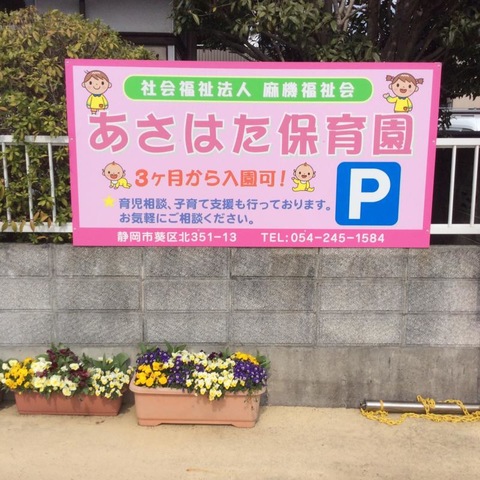 社会福祉法人 麻機福祉会
あさはた保育園
3ヶ月から入園可!
育児相談、子育て支援も行っております。
お気軽にご相談ください。
P
静岡市葵区北351-13 TEL:054-245-1584